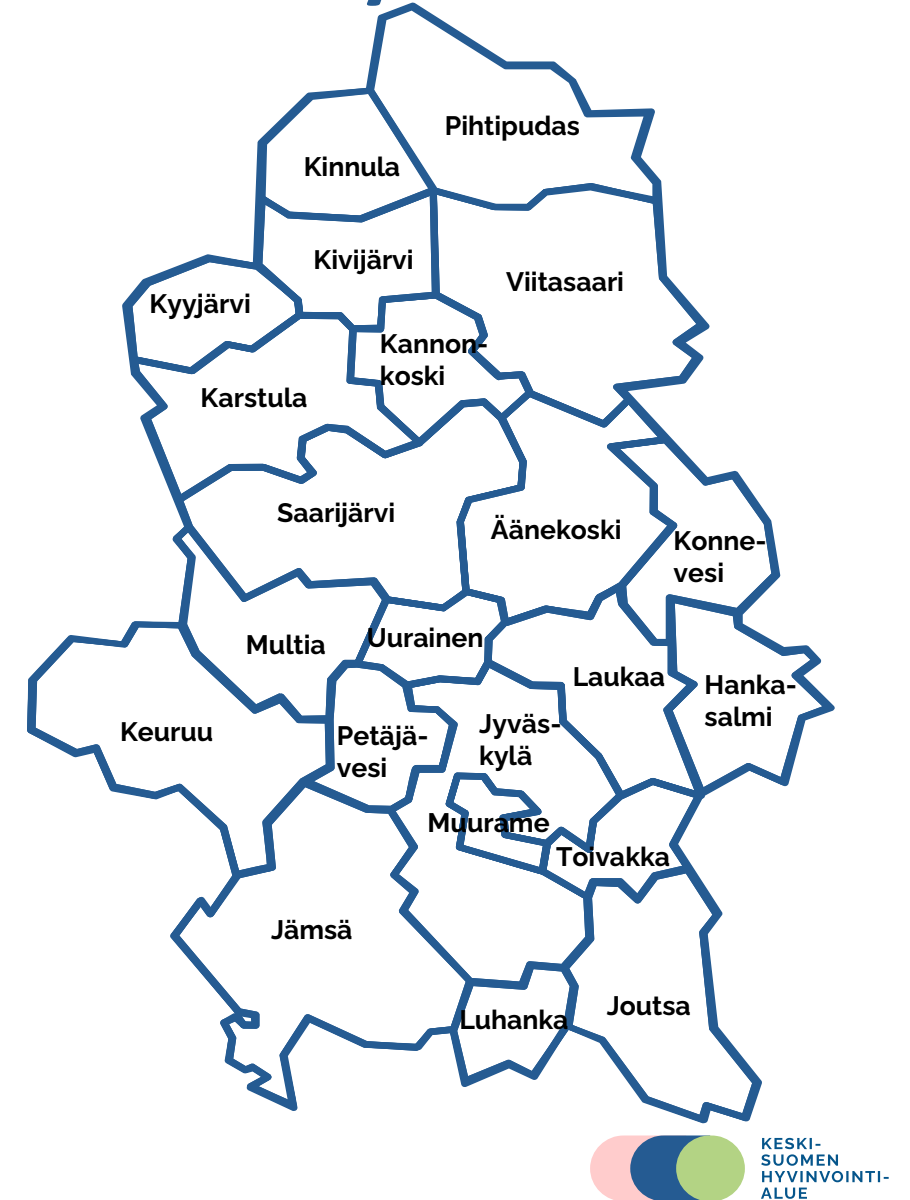 Pihtipudas
Kinnula
Kivijärvi
Viitasaari
Kyyjärvi
Kannon-
koski
Karstula
Saarijärvi
Äänekoski
Konne-
vesi
Multia
Uurainen
Laukaa
Hanka-
salmi
Keuruu
Petäjä-
vesi
Jyväs-
kylä
Muurame
Toivakka
Jämsä
Luhanka
Joutsa
KESKI-
SUOMEN
HYVINVOINTI-
ALUE